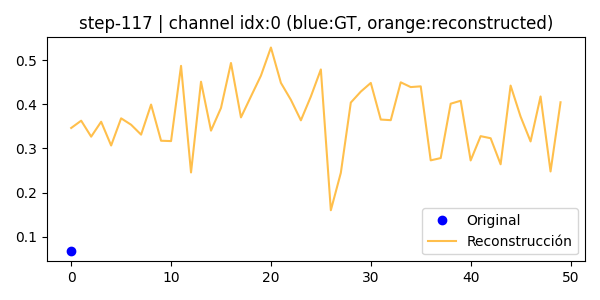 step-117 | channel idx:0 (blue:GT, orange:reconstructed)
0.5
0.4
0.3
0.2
0.1
Original
Reconstrucción
0 10 20 30 40 50